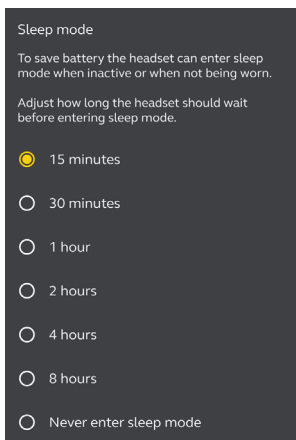 Sleep mode
To save battery the headset can enter sleep
mode when inactive or when not being worn.
Adjust how long the headset should wait
before entering sleep mode.
15 minutes
30 minutes
1 hour
2 hours
4 hours
8 hours
Never enter sleep mode